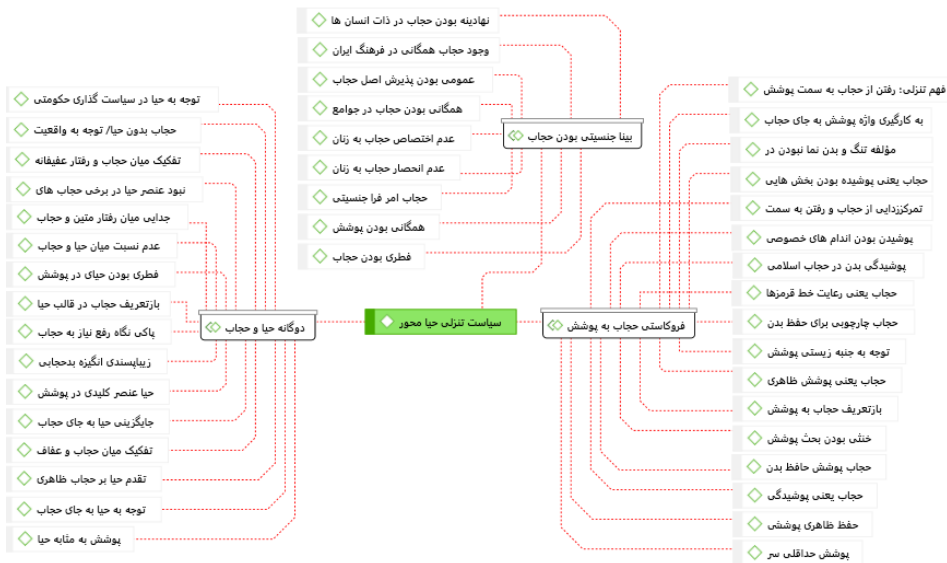 نهادینه بودن حجاب در ذات انسان ها
وجود حجاب همگانی در فرهنگ ایران
عمومی بودن پذیرش اصل حجاب
همگانی بودن حجاب در جوامع
عدم اختصاص حجاب به زنان
عدم انحصار حجاب به زنان
حجاب امر فرا جنسیتی
همگانی بودن پوشش
فطری بودن حجاب
بینا جنسیتی بودن حجاب
فهم تنزلی: رفتن از حجاب به سمت پوشش
به کارگیری واژه پوشش به جای حجاب
مؤلفه تنگ و بدن نما نبودن در
حجاب یعنی پوشیده بودن بخش هایی
تمرکززدایی از حجاب و رفتن به سمت
پوشیدن بودن اندام های خصوصی
پوشیدگی بدن در حجاب اسلامی
حجاب یعنی رعایت خط قرمزها
حجاب چارچوبی برای حفظ بدن
توجه به جنبه زیستی پوشش
حجاب یعنی پوشش ظاهری
بازتعریف حجاب به پوشش
خنثی بودن بحث پوشش
حجاب پوشش حافظ بدن
حجاب یعنی پوشیدگی
حفظ ظاهری پوششی
پوشش حداقلی سر
فروکاستی حجاب به پوشش
سیاست تنزلی حیا محور
دوگانه حیا و حجاب
توجه به حیا در سیاست گذاری حکومتی
حجاب بدون حیا/ توجه به واقعیت
تفکیک میان حجاب و رفتار عفیفانه
نبود عنصر حیا در برخی حجاب های
جدایی میان رفتار متین و حجاب
عدم نسبت میان حیا و حجاب
فطری بودن حیای در پوشش
بازتعریف حجاب در قالب حیا
پاکی نگاه رفع نیاز به حجاب
زیباپسندی انگیزه بدحجابی
حیا عنصر کلیدی در پوشش
جایگزینی حیا به جای حجاب
تفکیک میان حجاب و عفاف
تقدم حیا بر حجاب ظاهری
توجه به حیا به جای حجاب
پوشش به مثابه حیا